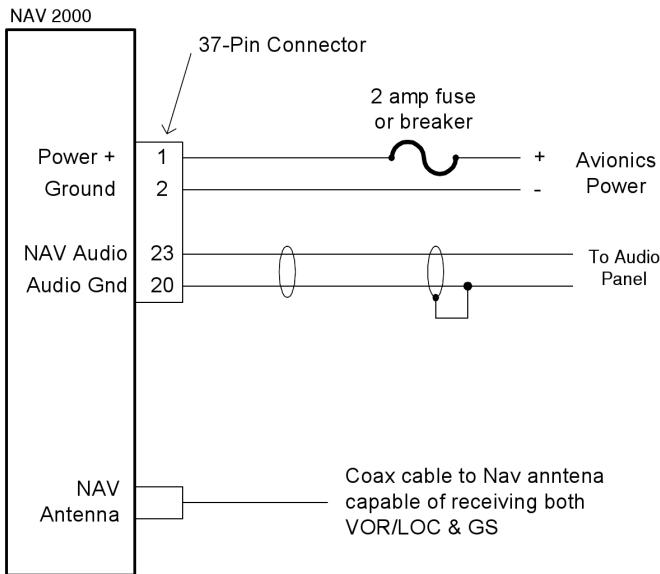 NAV 2000
37-Pin Connector
2 amp fuse
or breaker
Power +
1
+
Avionics
Power
Ground
2
-
NAV Audio
23
To Audio
Panel
Audio Gnd
20
NAV
Antenna
Coax cable to Nav anntena
capable of receiving both
VOR/LOC & GS